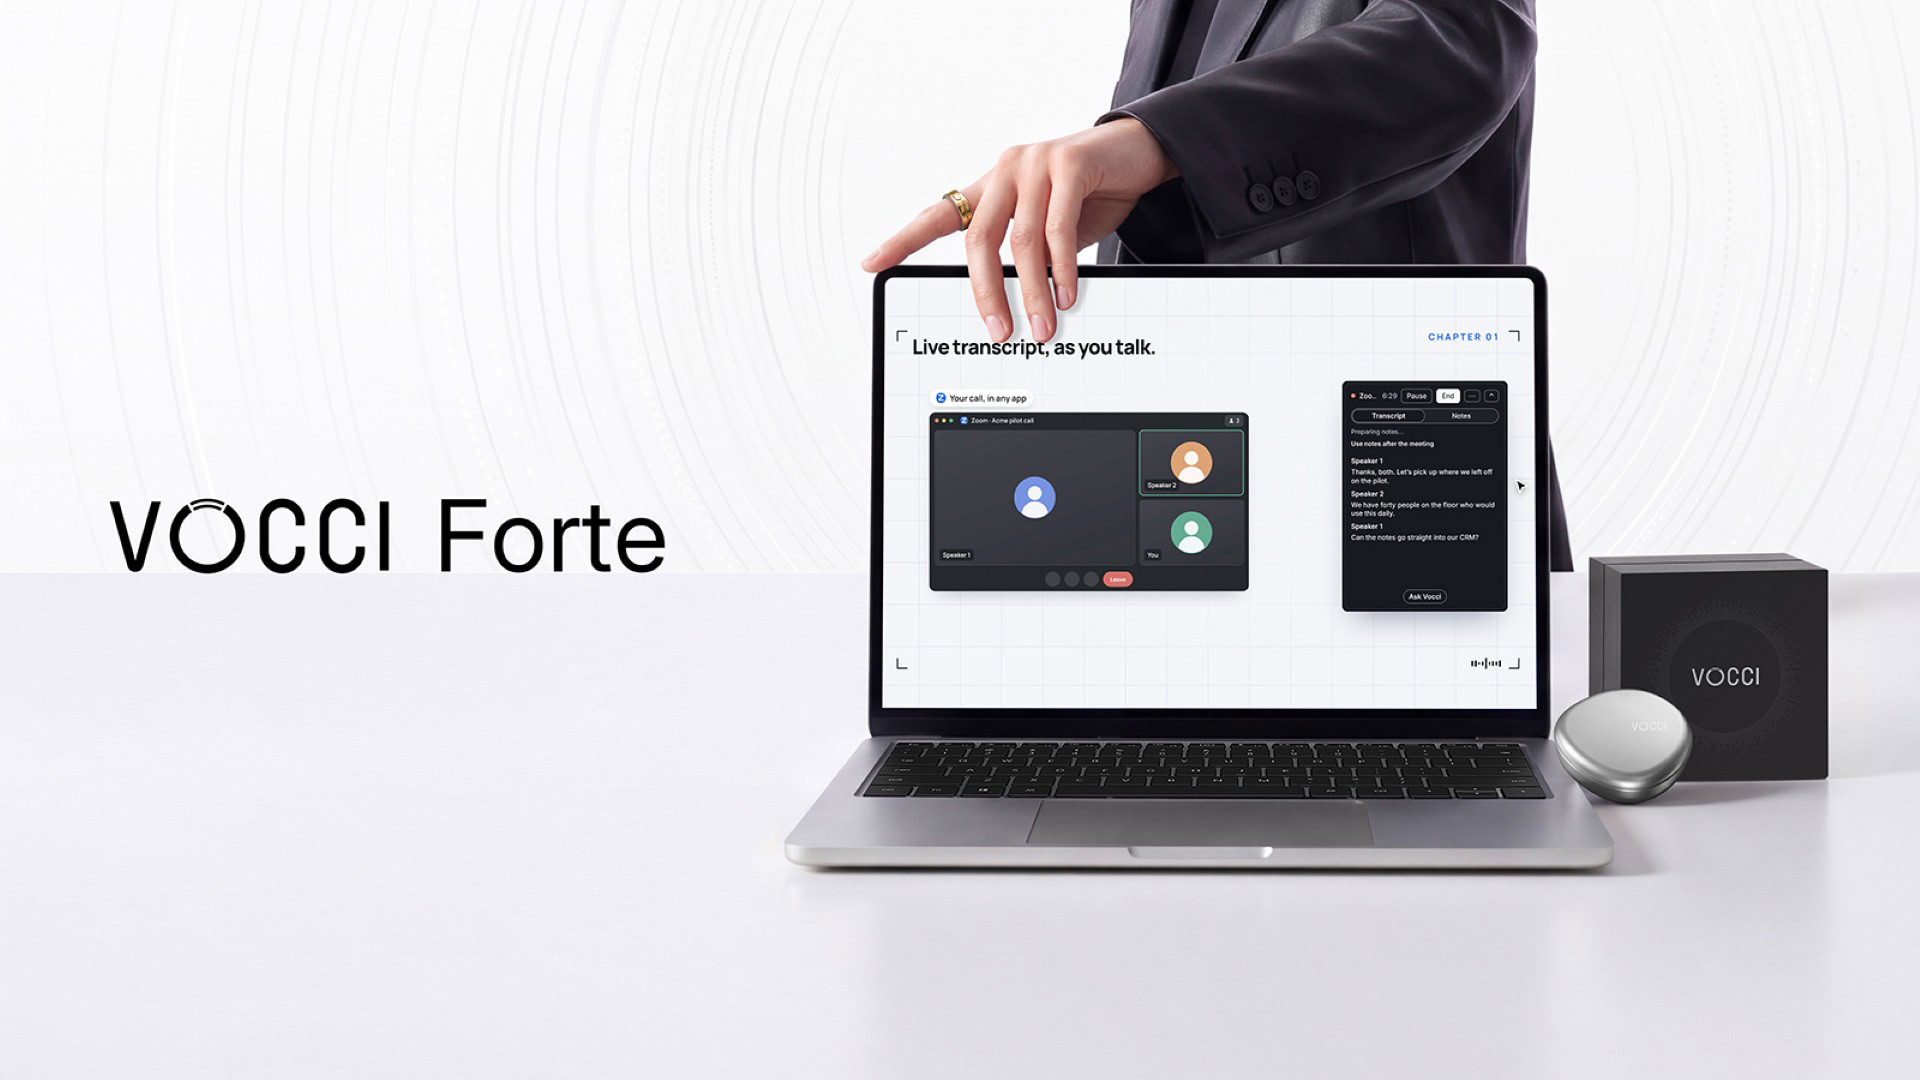 VOCCI Forte
Live transcript, as you talk.
CHAPTER 01
Your call, in any app
Zoom- Acme pilot call
3
Speaker 1
Speaker 2
You
Leave
Zoo... 6:29 Pause End
Transcript Notes
Preparing notes...
Use notes after the meeting
Speaker 1
Thanks, both. Let's pick up where we left off
on the pilot.
Speaker 2
We have forty people on the floor who would
use this daily.
Speaker 1
Can the notes go straight into our CRM?
Ask Vocci
VOCCI
VOCCI